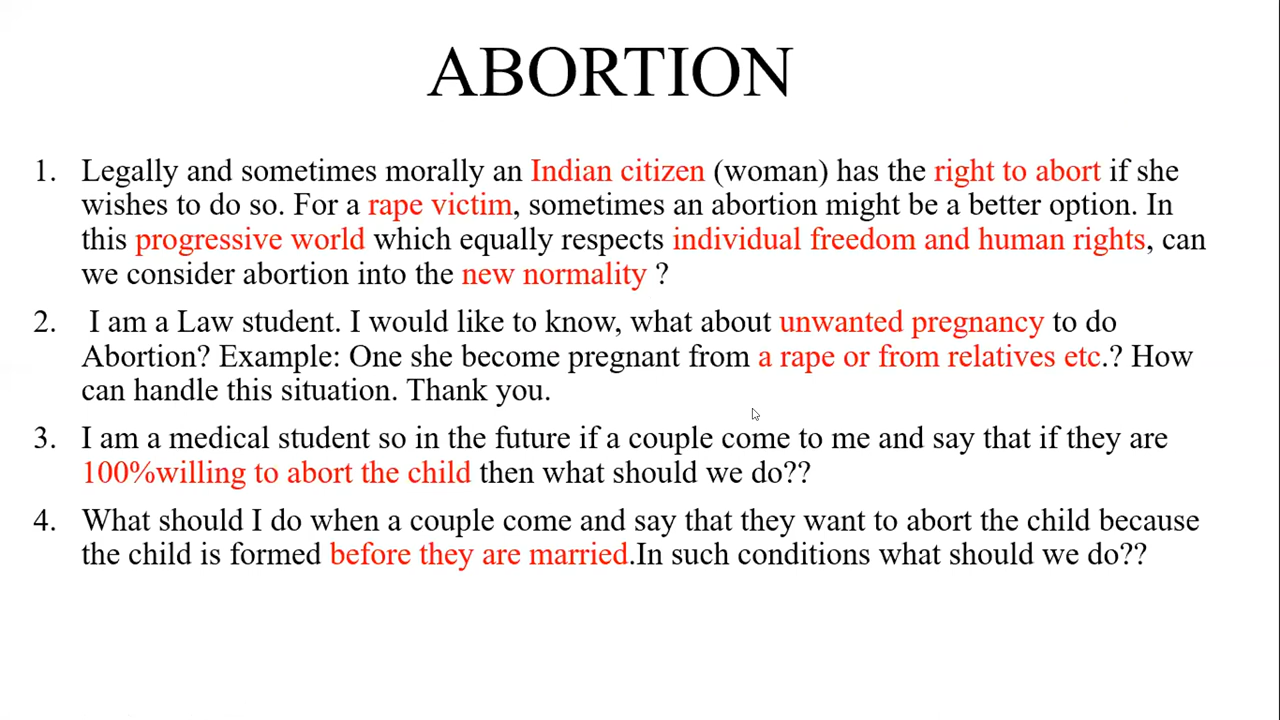 ABORTION
1. Legally and sometimes morally an Indian citizen (woman) has the right to abort if she
wishes to do so. For a rape victim, sometimes an abortion might be a better option. In
this progressive world which equally respects individual freedom and human rights, can
we consider abortion into the new normality ?
2. I am a Law student. I would like to know, what about unwanted pregnancy to do
Abortion? Example: One she become pregnant from a rape or from relatives etc.? How
can handle this situation. Thank you.
3. I am a medical student so in the future if a couple come to me and say that if they are
100%willing to abort the child then what should we do??
4. What should I do when a couple come and say that they want to abort the child because
the child is formed before they are married.In such conditions what should we do??